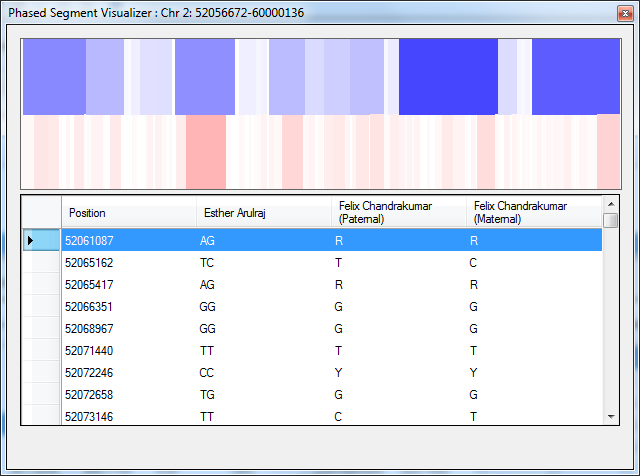 Phased Segment Visualizer : Chr 2: 52056672-60000136
Position Esther Arulraj Felix Chandrakumar (Paternal) Felix Chandrakumar (Maternal)
52061087 AG R R
52065162 TC T C
52065417 AG R R
52066351 GG G G
52068967 GG G G
52071440 TT T T
52072246 CC Y Y
52072658 TG G G
52073146 TT C T